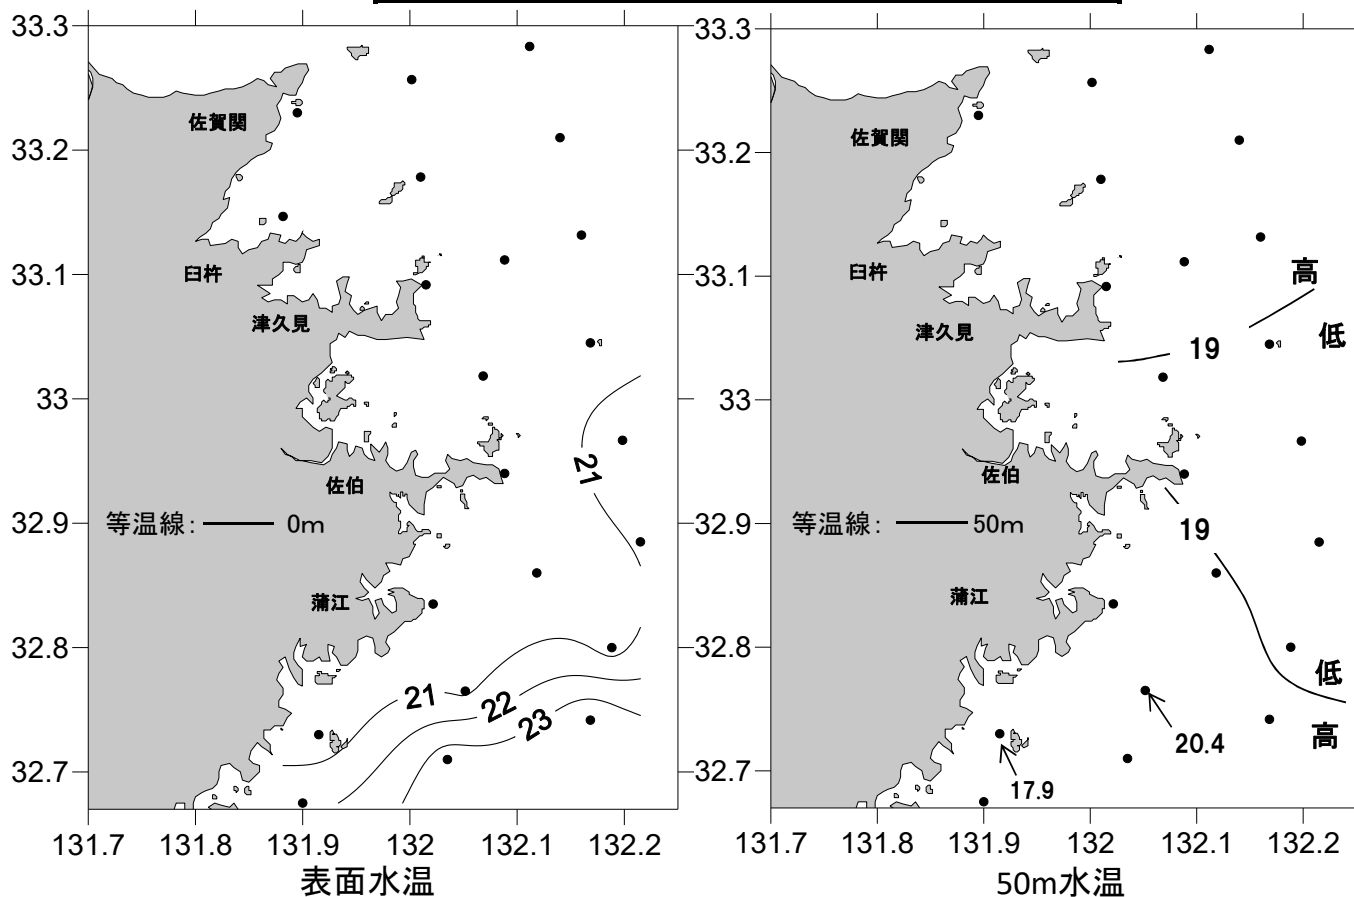 33.3
33.2
33.1
33
32.9
32.8
32.7
131.7 131.8 131.9 132 132.1 132.2
佐賀関
臼杵
津久見
佐伯
蒲江
等温線: 0m
21
21
22
23
表面水温
33.3
33.2
33.1
33
32.9
32.8
32.7
131.7 131.8 131.9 132 132.1 132.2
佐賀関
臼杵
津久見
佐伯
蒲江
等温線: 50m
高
低
19
19
低
高
20.4
17.9
50m水温